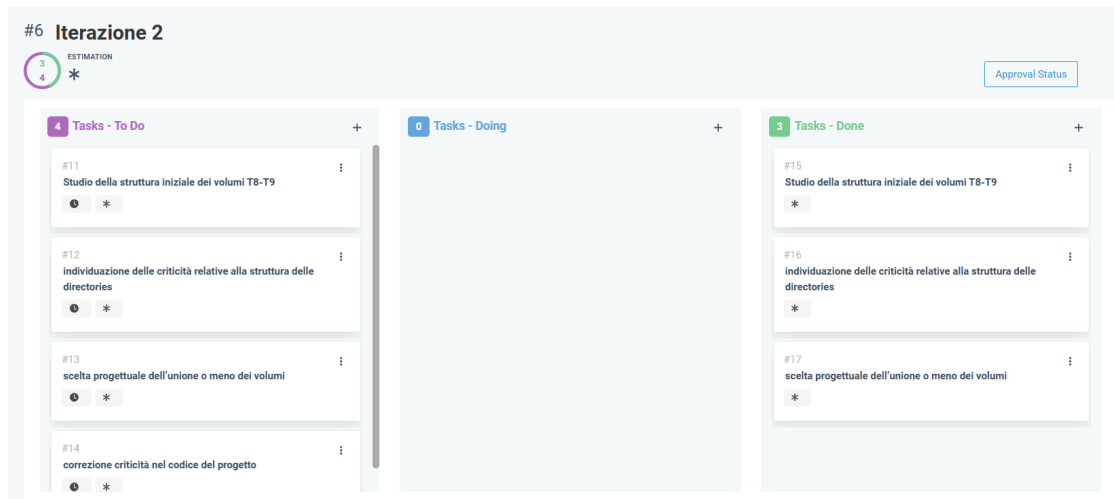 #6 Iterazione 2
ESTIMATION
3
4
Approval Status
4 Tasks - To Do +
#11
Studio della struttura iniziale dei volumi T8-T9
#12
individuazione delle criticità relative alla struttura delle
directories
#13
scelta progettuale dell'unione o meno dei volumi
#14
correzione criticità nel codice del progetto
0 Tasks - Doing +
3 Tasks - Done +
#15
Studio della struttura iniziale dei volumi T8-T9
#16
individuazione delle criticità relative alla struttura delle
directories
#17
scelta progettuale dell'unione o meno dei volumi